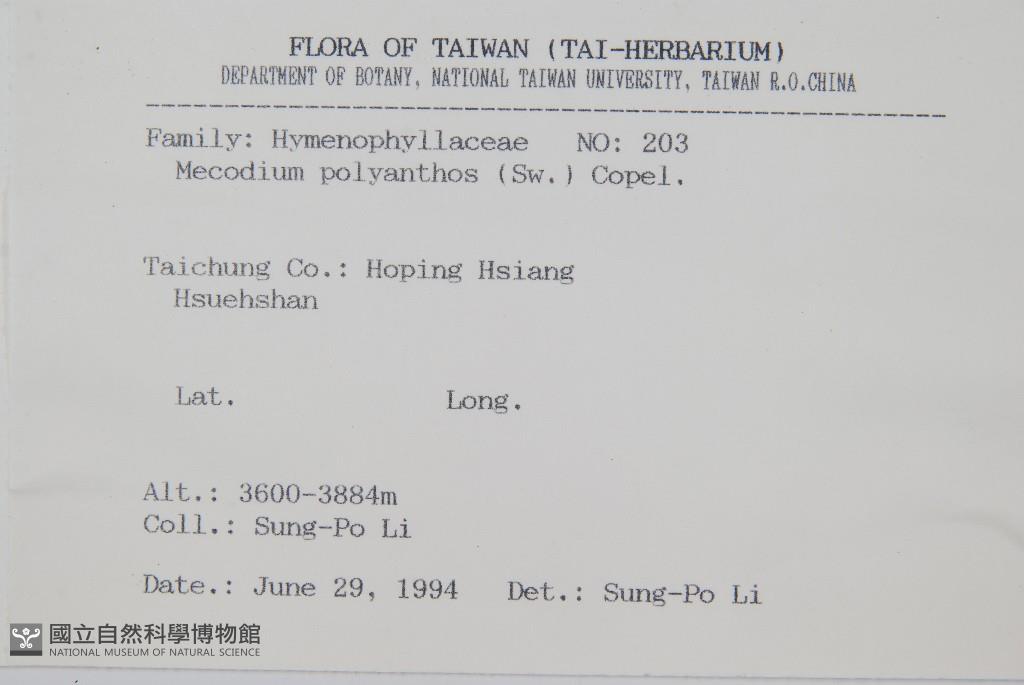 FLORA OF TAIWAN (TAI-HERBARIUM)
DEPARTMENT OF BOTANY, NATIONAL TAIWAN UNIVERSITY, TAIWAN R.O.CHINA
Family: Hymenophyllaceae NO: 203
Mecodium polyanthos (Sw.) Copel.
Taichung Co.: Hoping Hsiang
Hsuehshan
Lat. Long.
Alt.: 3600-3884m
Coll.: Sung-Po Li
Date.: June 29, 1994 Det.: Sung-Po Li
國立自然科學博物館
NATIONAL MUSEUM OF NATURAL SCIENCE